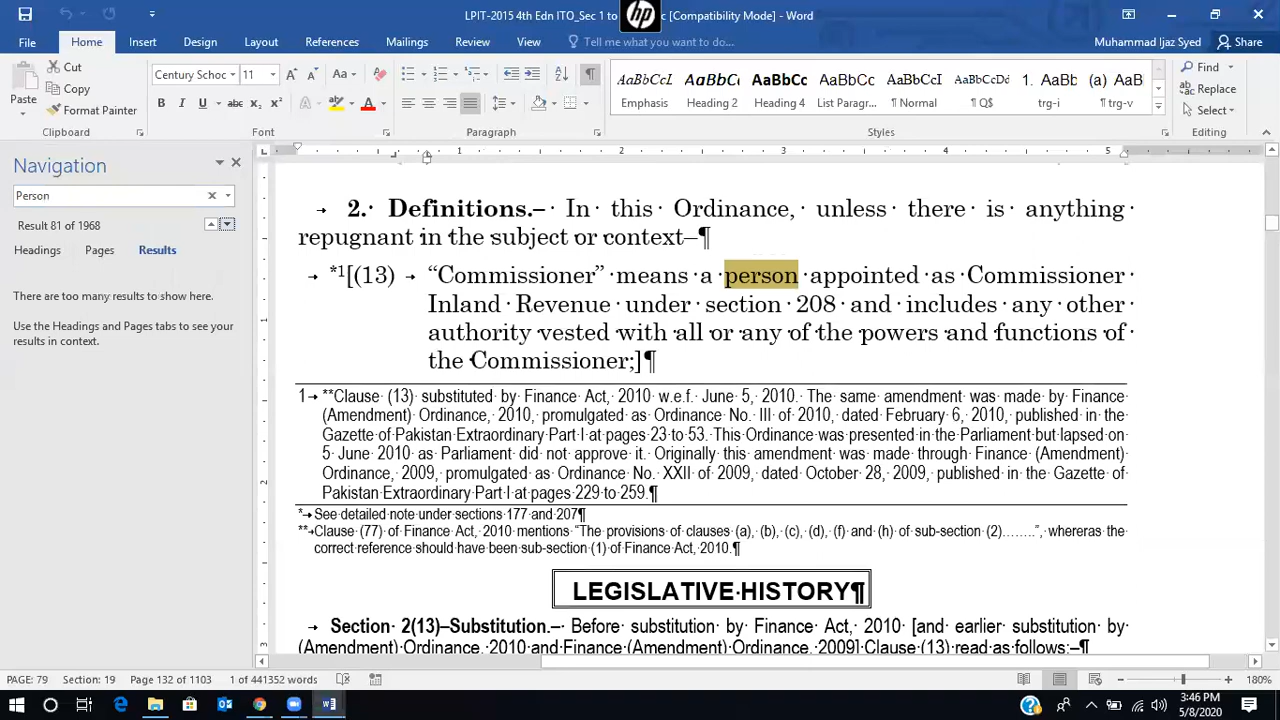 LPIT-2015 4th Edn ITO_Sec 1 to
c [Compatibility Mode] - Word
hp
File Home Insert Design Layout References Mailings Review View Tell me what you want to do...
Muhammad Ijaz Syed Share
Paste
Cut
Copy
Format Painter
Century Schoc 11
Aa
B I U abc x₂ x² A A
AaBbCcL AaBbC AaBbCc AaBbCcL AaBbCcL AaBbCcDd 1. AaBb (a) AaB
Emphasis Heading 2 Heading... List Paragr... ¶ Normal ¶ Q$ trg-i ¶ trg-v
Find
Replace
Select
Clipboard Font Paragraph Styles Editing
Navigation
Person
Result 81 of 1968
Headings Pages Results
There are too many results to show here.
Use the Headings and Pages tabs to see your
results in context.
1 2 3 4 5
2. Definitions.– In this Ordinance, unless there is anything
repugnant in the subject or context–¶
*1[(13) “Commissioner” means a person appointed as Commissioner
Inland Revenue under section 208 and includes any other
authority vested with all or any of the powers and functions of
the Commissioner;]¶
1 **Clause (13) substituted by Finance Act, 2010 w.e.f. June 5, 2010. The same amendment was made by Finance
(Amendment) Ordinance, 2010, promulgated as Ordinance No. III of 2010, dated February 6, 2010, published in the
Gazette of Pakistan Extraordinary Part I at pages 23 to 53. This Ordinance was presented in the Parliament but lapsed on
5 June 2010 as Parliament did not approve it. Originally this amendment was made through Finance (Amendment)
Ordinance, 2009, promulgated as Ordinance No. XXII of 2009, dated October 28, 2009, published in the Gazette of
Pakistan Extraordinary Part I at pages 229 to 259.¶
* See detailed note under sections 177 and 207¶
** Clause (77) of Finance Act, 2010 mentions “The provisions of clauses (a), (b), (c), (d), (f) and (h) of sub-section (2)……..”, whereras the
correct reference should have been sub-section (1) of Finance Act, 2010.¶
LEGISLATIVE HISTORY¶
Section 2(13)–Substitution.– Before substitution by Finance Act, 2010 [and earlier substitution by
(Amendment) Ordinance, 2010 and Finance (Amendment) Ordinance, 2009] Clause (13) read as follows:–¶
PAGE: 79 Section: 19 Page 132 of 1103 1 of 441352 words
180%
3:46 PM
5/8/2020